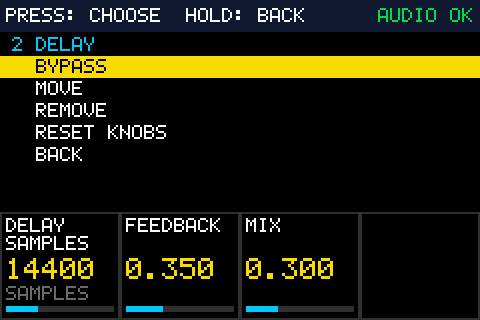 PRESS: CHOOSE  HOLD: BACK  AUDIO OK
2 DELAY
BYPASS
MOVE
REMOVE
RESET KNOBS
BACK
DELAY SAMPLES
14400
SAMPLES
FEEDBACK
0.350
MIX
0.300